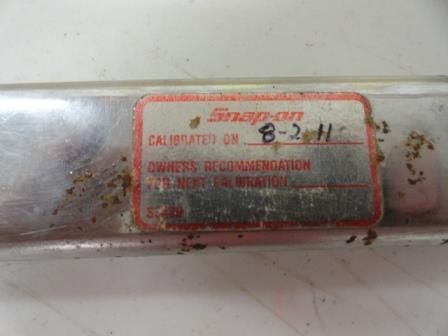 Snap-on
CALIBRATED ON 8-2 11
OWNERS RECOMMENDATION
FOR NEXT CALIBRATION